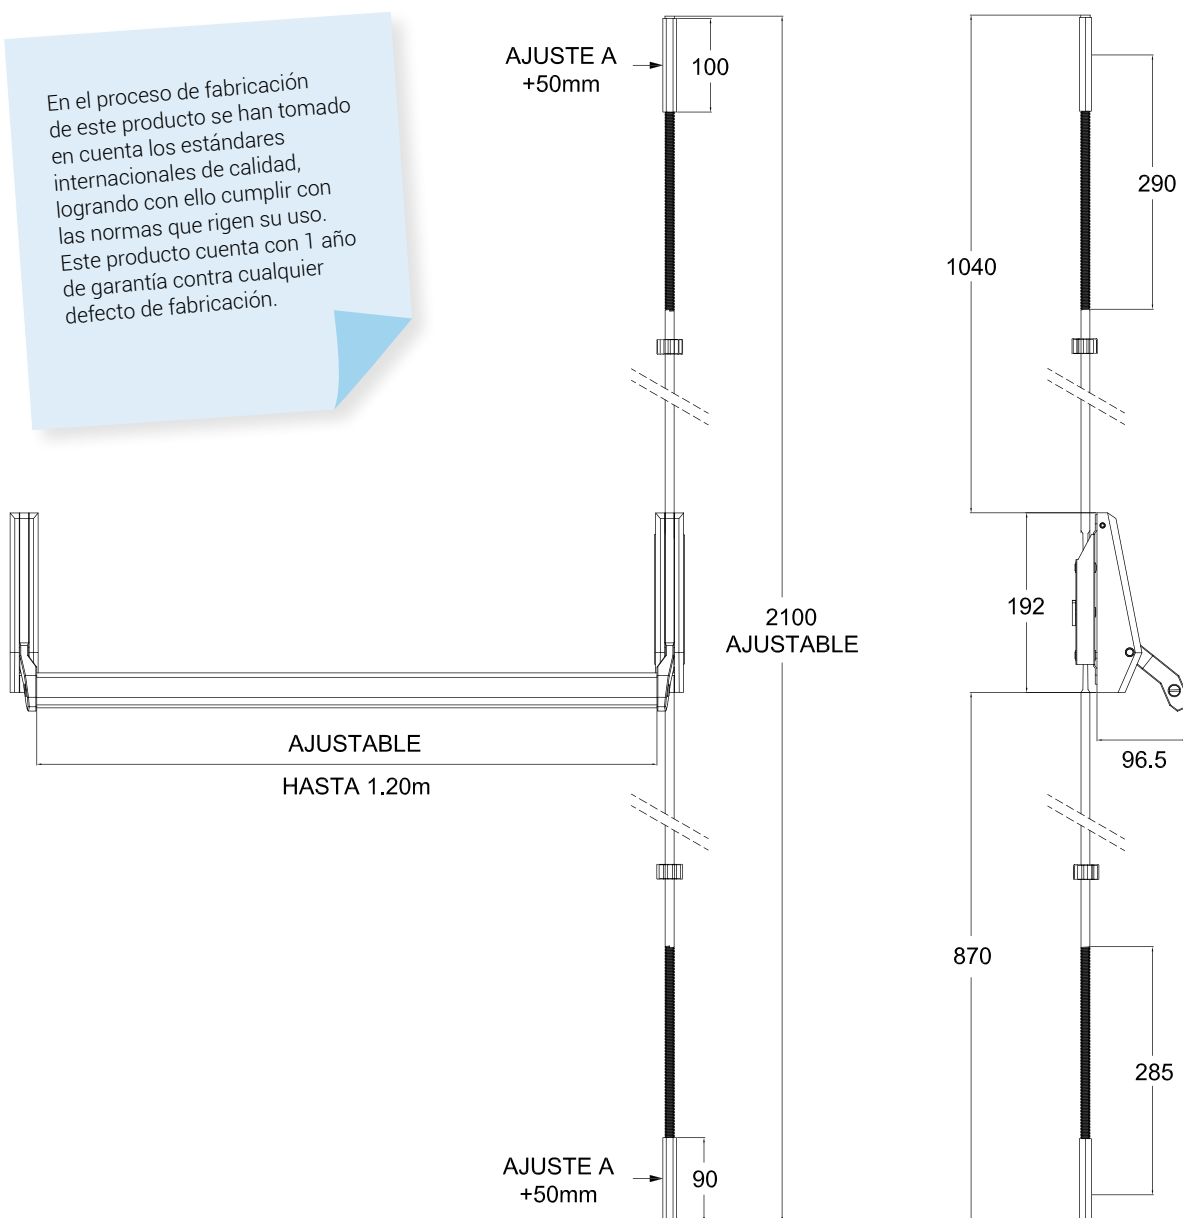 En el proceso de fabricación
de este producto se han tomado
en cuenta los estándares
internacionales de calidad,
logrando con ello cumplir con
las normas que rigen su uso.
Este producto cuenta con 1 año
de garantía contra cualquier
defecto de fabricación.
AJUSTE A
+50mm
100
290
1040
192
2100
AJUSTABLE
AJUSTABLE
HASTA 1.20m
96.5
870
285
AJUSTE A
+50mm
90